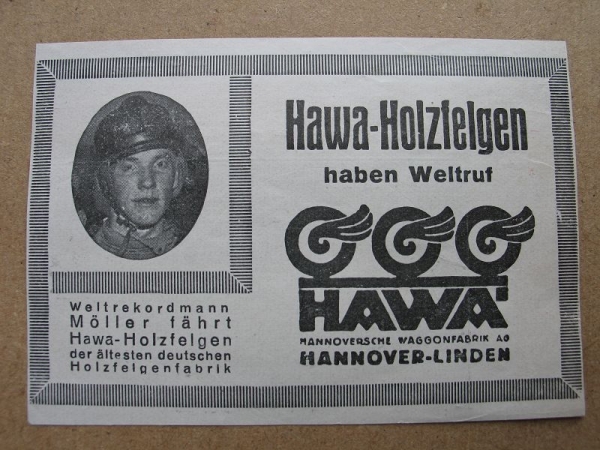 Hawa-Holzfelgen
haben Weltruf
HAWA
HANNOVERSCHE WAGGONFABRIK AG
HANNOVER-LINDEN
Weltrekordmann
Möller fährt
Hawa-Holzfelgen
der ältesten deutschen
Holzfelgenfabrik